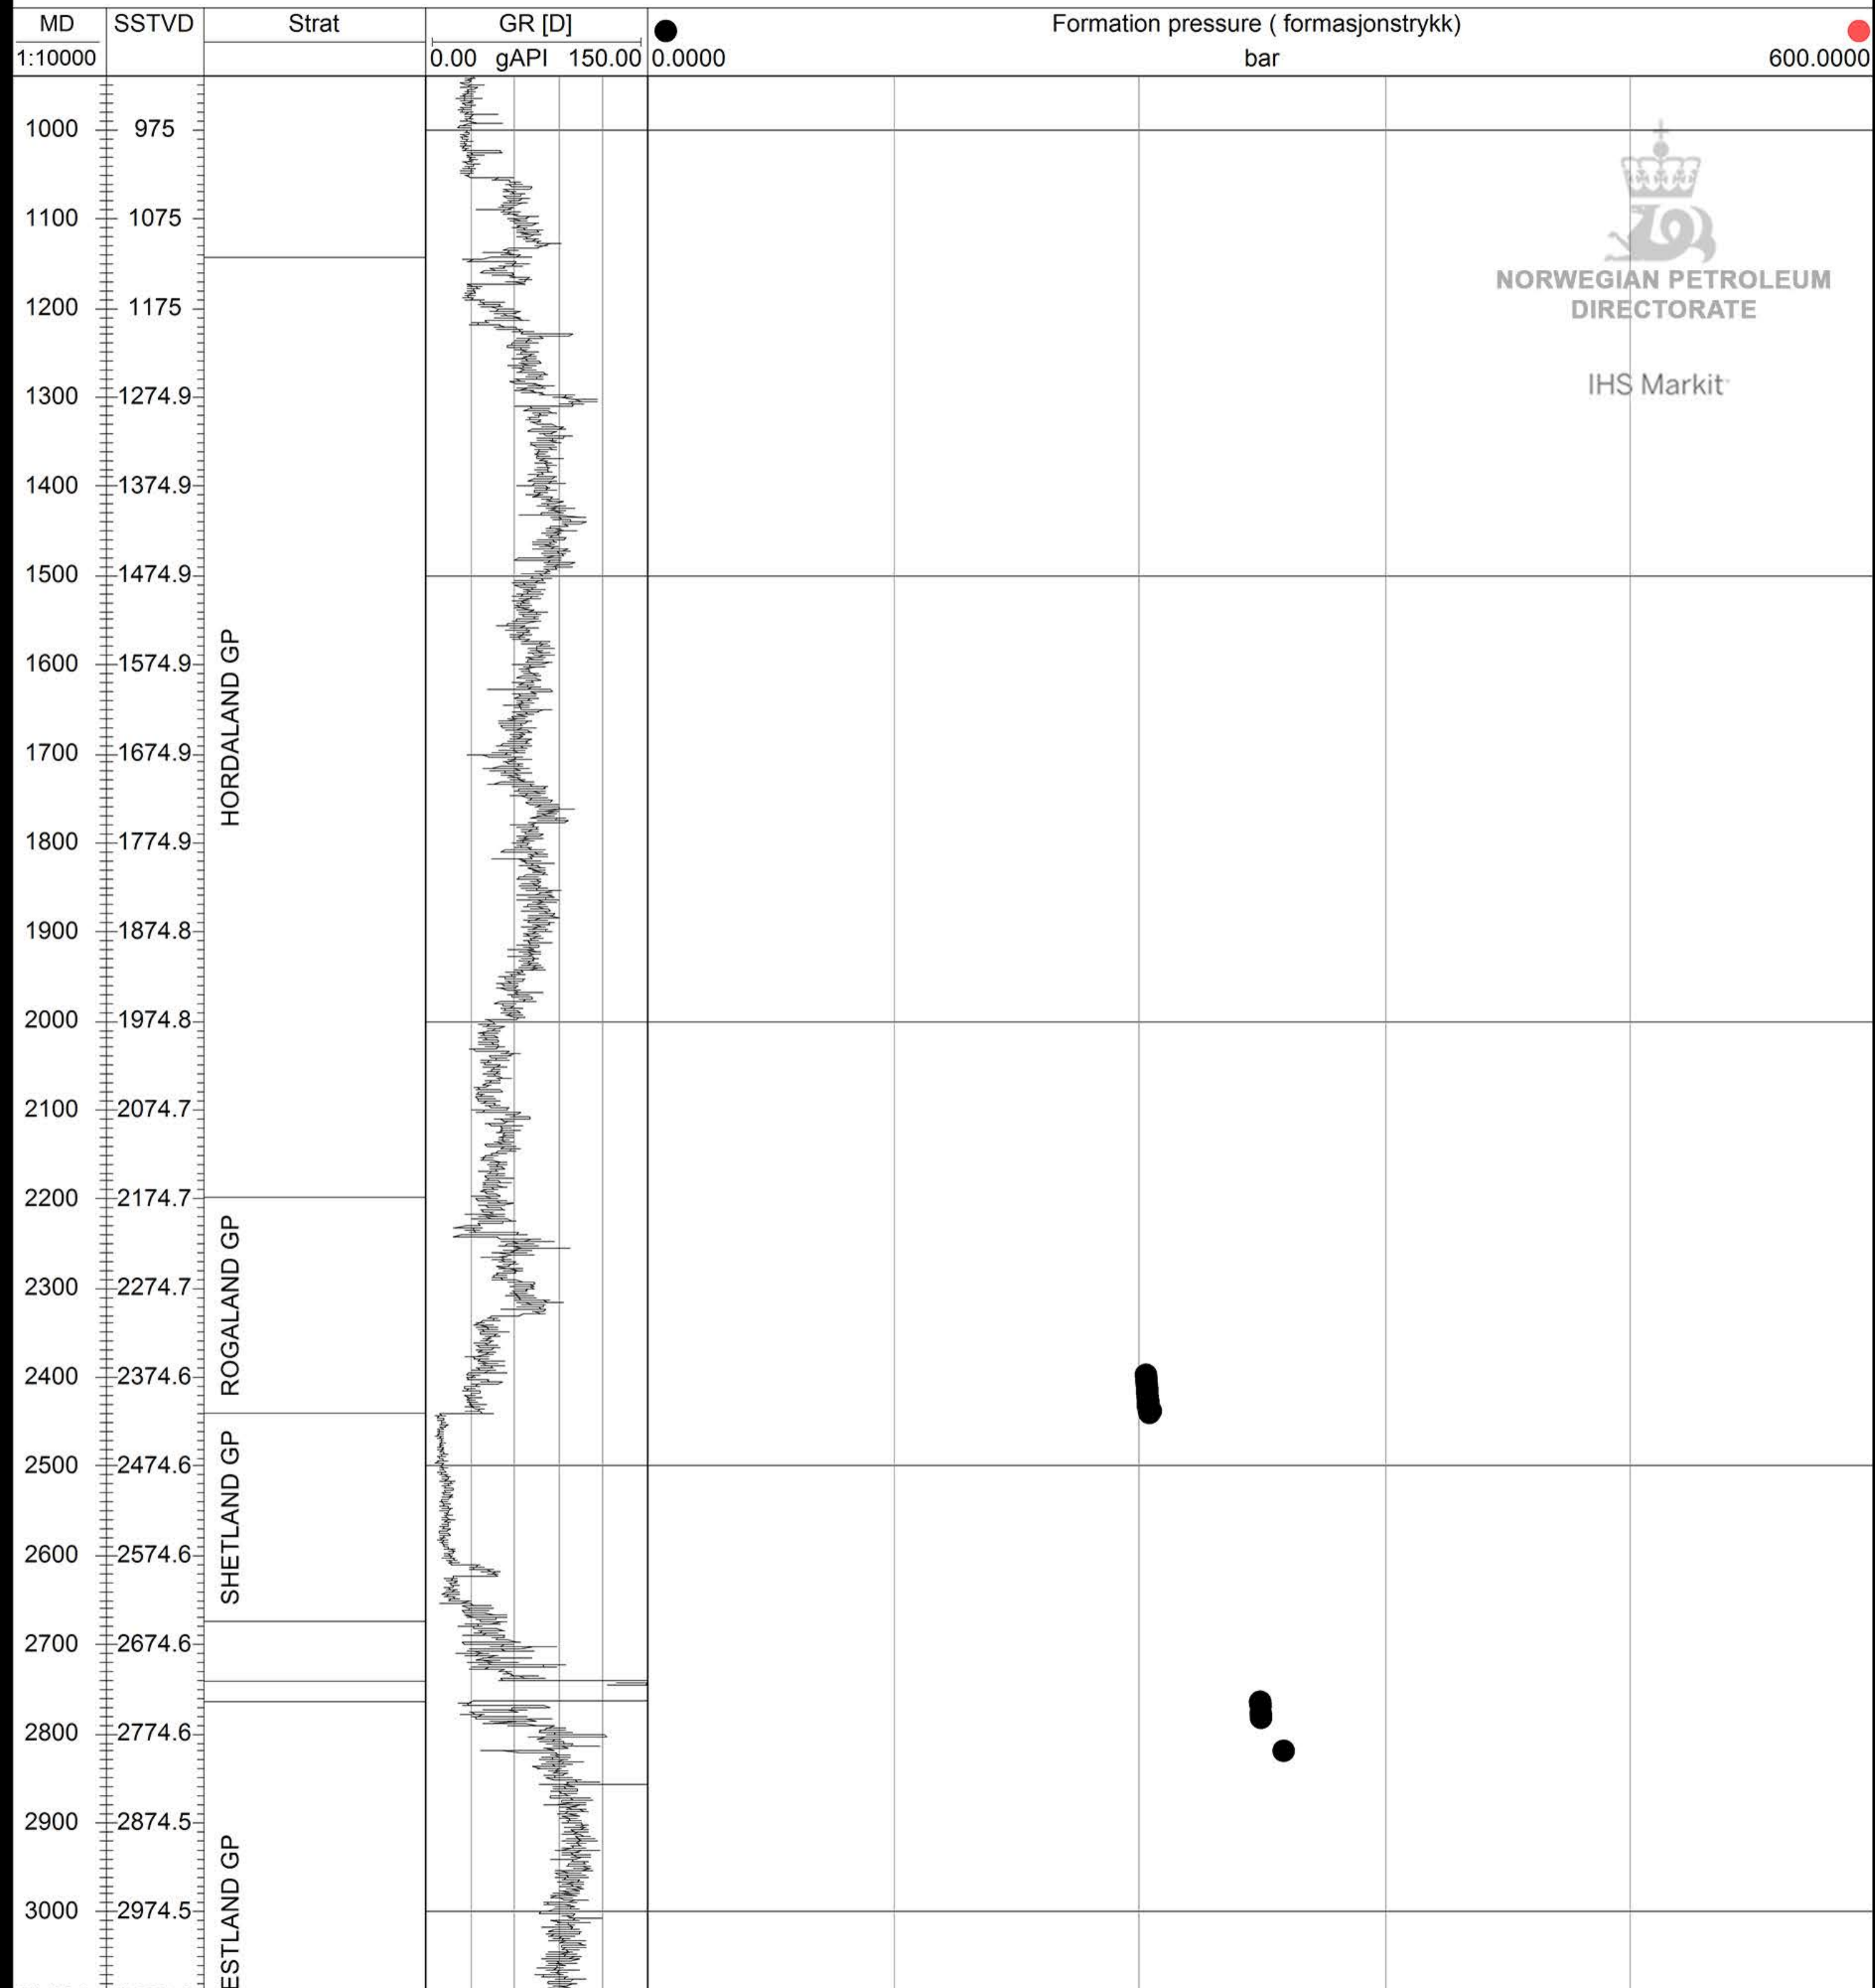 MD SSTVD Strat GR [D] Formation pressure ( formasjonstrykk)
1:10000 0.00 gAPI 150.00 0.0000 bar 600.0000
1000 975
1100 1075
1200 1175
1300 1274.9
1400 1374.9
1500 1474.9
1600 1574.9
1700 1674.9
1800 1774.9
1900 1874.8
2000 1974.8
2100 2074.7
2200 2174.7
2300 2274.7
2400 2374.6
2500 2474.6
2600 2574.6
2700 2674.6
2800 2774.6
2900 2874.5
3000 2974.5
HORDALAND GP
ROGALAND GP
SHETLAND GP
ESTLAND GP
NORWEGIAN PETROLEUM
DIRECTORATE
IHS Markit